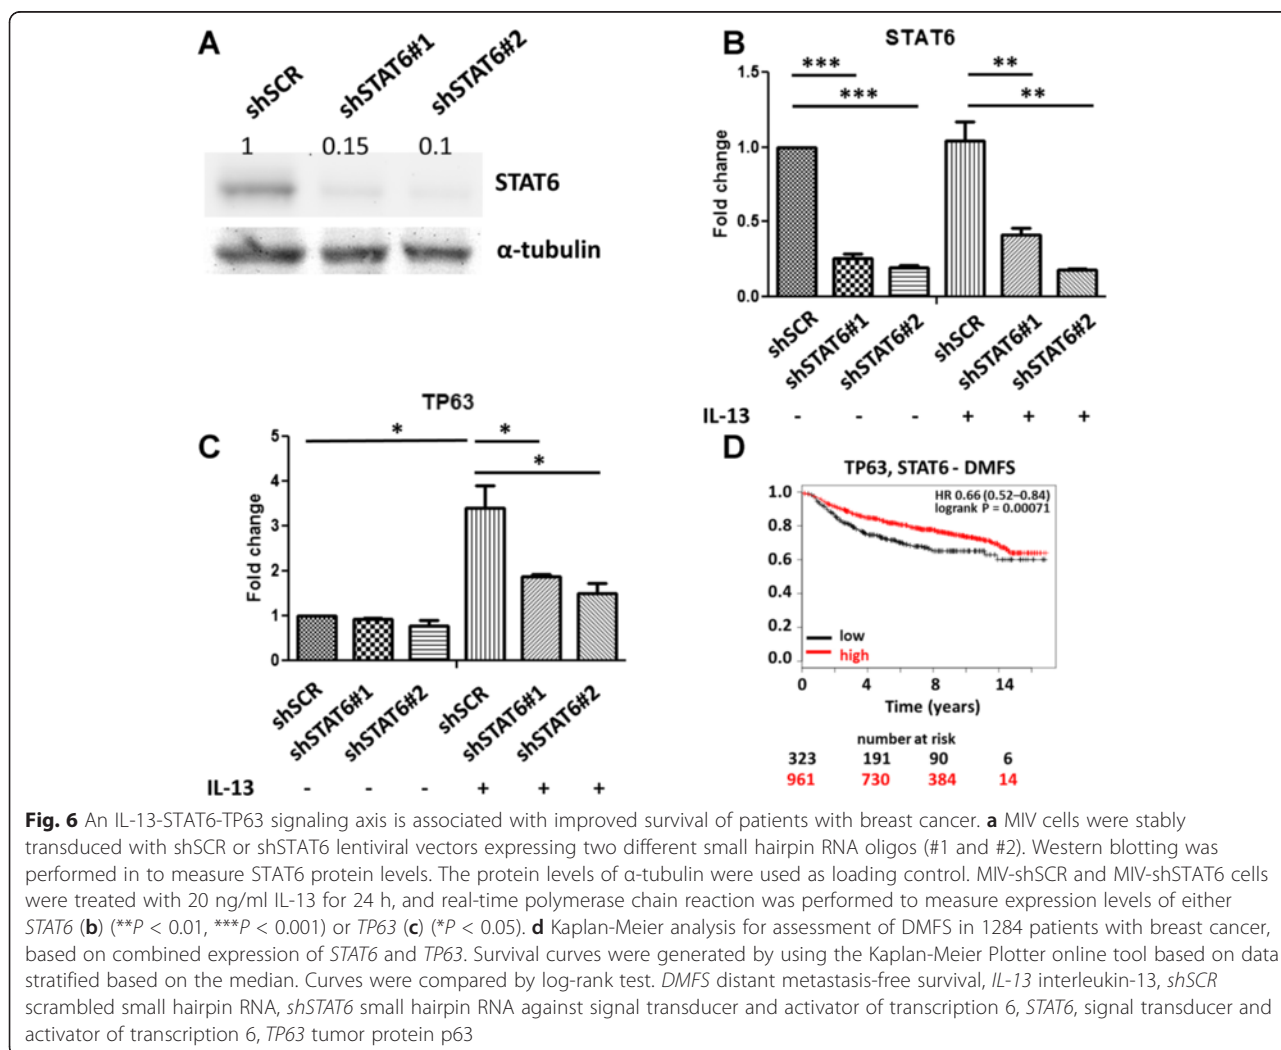 A
shSCR
shSTAT6#1
shSTAT6#2
1 0.15 0.1
STAT6
α-tubulin
B
STAT6
Fold change
1.5
1.0
0.5
0.0
***
***
**
**
shSCR
shSTAT6#1
shSTAT6#2
shSCR
shSTAT6#1
shSTAT6#2
IL-13 - - - + + +
C
TP63
Fold change
5
4
3
2
1
0
*
*
*
shSCR
shSTAT6#1
shSTAT6#2
shSCR
shSTAT6#1
shSTAT6#2
IL-13 - - - + + +
D
TP63, STAT6 - DMFS
HR 0.66 (0.52–0.84)
logrank P = 0.00071
1.0
0.8
0.6
0.4
0.2
0.0
low
high
0 4 8 14
Time (years)
number at risk
323 191 90 6
961 730 384 14
Fig. 6 An IL-13-STAT6-TP63 signaling axis is associated with improved survival of patients with breast cancer. a MIV cells were stably
transduced with shSCR or shSTAT6 lentiviral vectors expressing two different small hairpin RNA oligos (#1 and #2). Western blotting was
performed in to measure STAT6 protein levels. The protein levels of α-tubulin were used as loading control. MIV-shSCR and MIV-shSTAT6 cells
were treated with 20 ng/ml IL-13 for 24 h, and real-time polymerase chain reaction was performed to measure expression levels of either
STAT6 (b) (**P < 0.01, ***P < 0.001) or TP63 (c) (*P < 0.05). d Kaplan-Meier analysis for assessment of DMFS in 1284 patients with breast cancer,
based on combined expression of STAT6 and TP63. Survival curves were generated by using the Kaplan-Meier Plotter online tool based on data
stratified based on the median. Curves were compared by log-rank test. DMFS distant metastasis-free survival, IL-13 interleukin-13, shSCR
scrambled small hairpin RNA, shSTAT6 small hairpin RNA against signal transducer and activator of transcription 6, STAT6, signal transducer and
activator of transcription 6, TP63 tumor protein p63